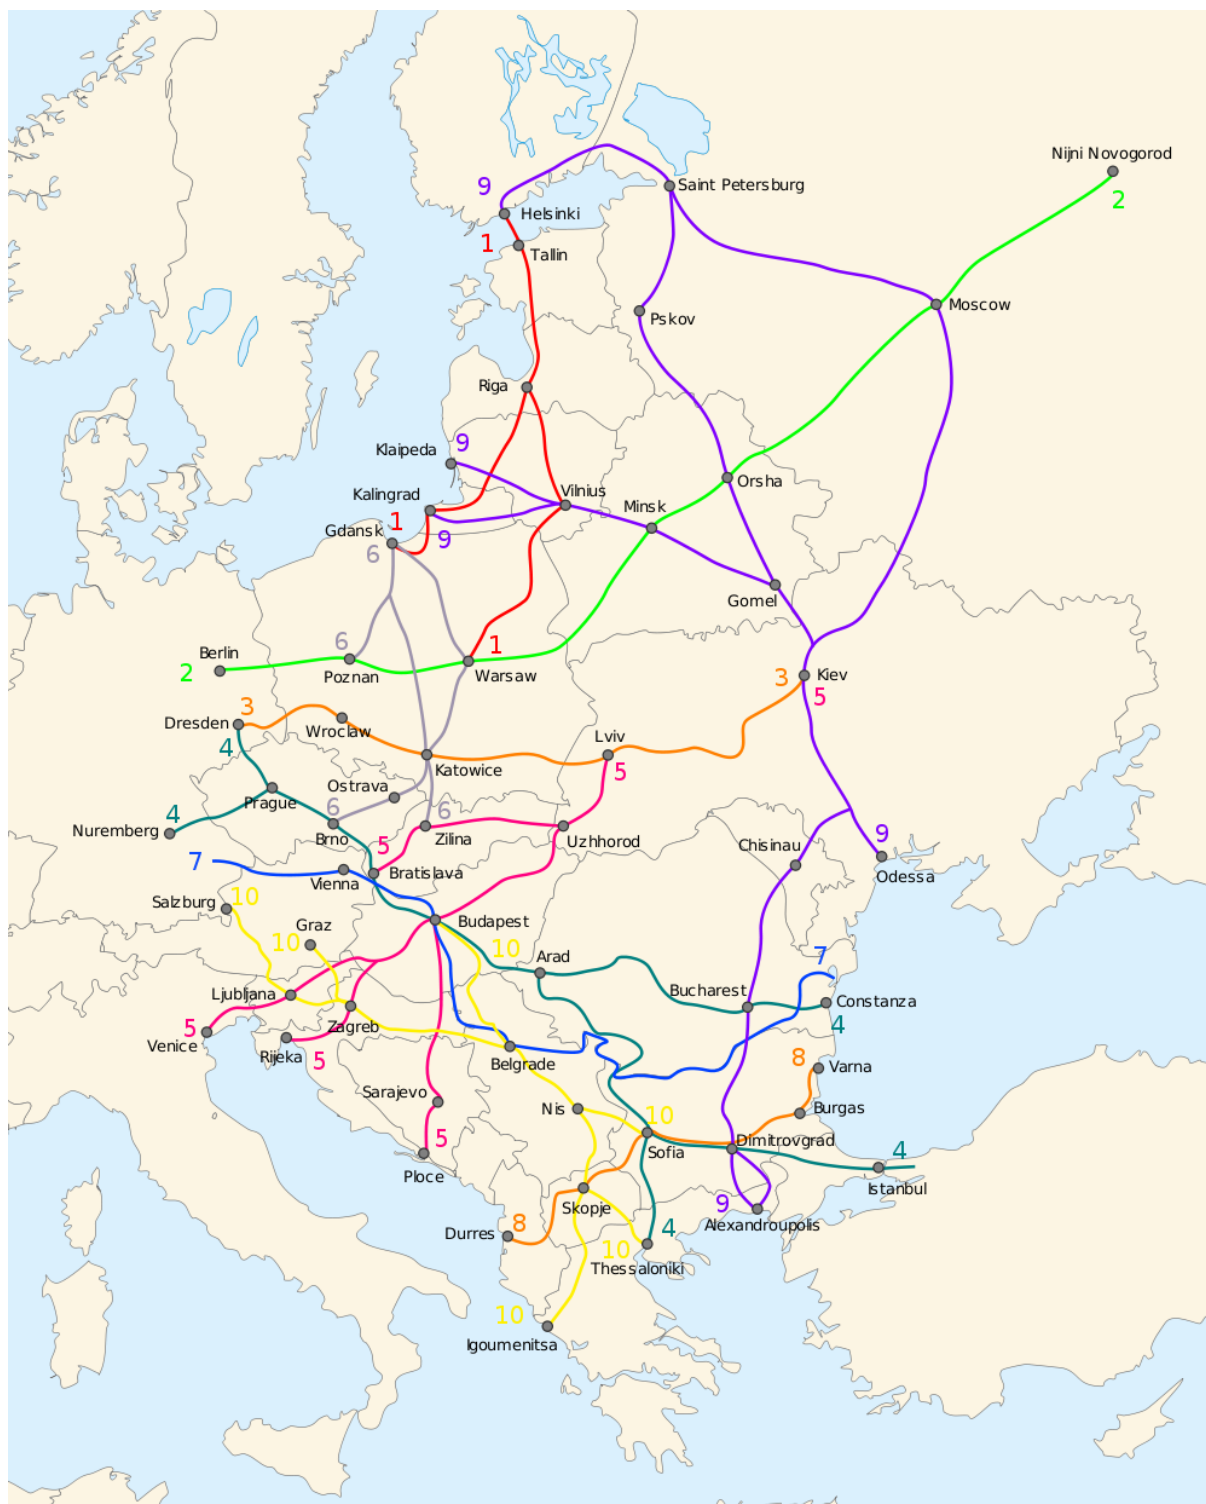 Nijni Novogorod
2
9
Saint Petersburg
Helsinki
1
Tallin
Moscow
Pskov
Riga
Klaipeda
9
Orsha
Kalingrad
Vilnius
Minsk
Gdansk
1
9
6
Gomel
6
1
Berlin
2
Poznan
Warsaw
3
Kiev
5
3
Dresden
Wroclaw
4
Lviv
5
Katowice
Ostrava
Prague
6
6
4
Nuremberg
Brno
Zilina
Uzhhorod
5
Chisinau
9
7
Vienna
Bratislava
Odessa
Salzburg
10
Graz
10
Budapest
10
Arad
7
Ljubljana
Bucharest
Constanza
5
Zagreb
4
Venice
Rijeka
5
Belgrade
8
Varna
Sarajevo
Nis
10
Burgas
5
Sofia
Dimitrovgrad
Ploce
4
Istanbul
Skopje
9
Durres
8
4
Alexandroupolis
10
Thessaloniki
10
Igoumenitsa